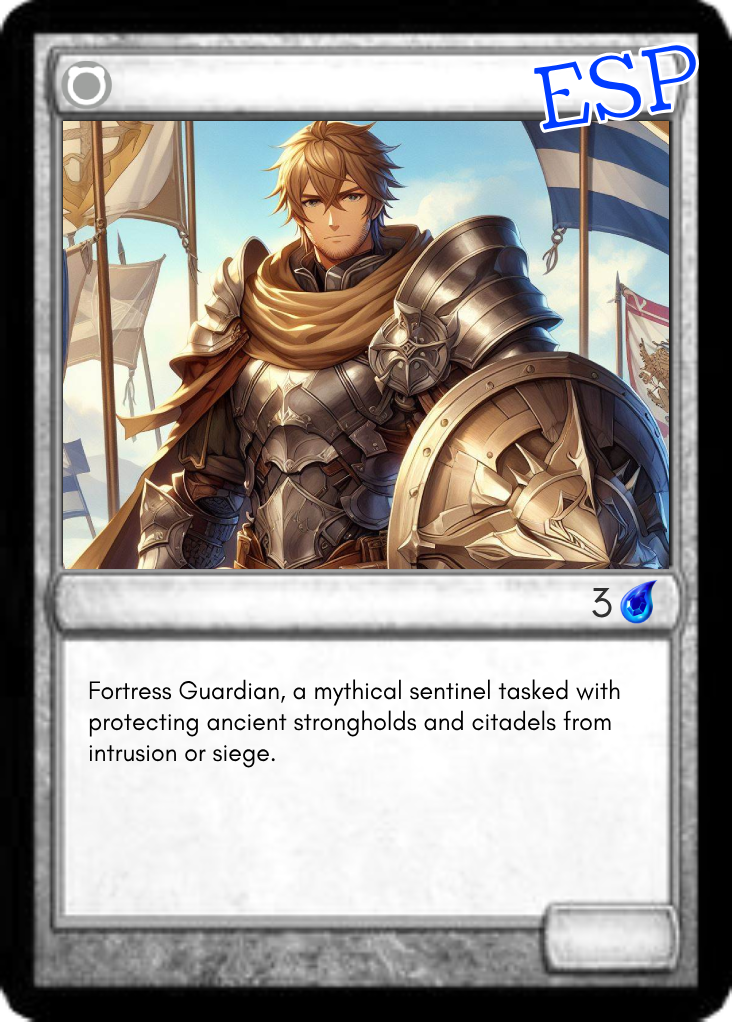 ESP
3
Fortress Guardian, a mythical sentinel tasked with
protecting ancient strongholds and citadels from
intrusion or siege.